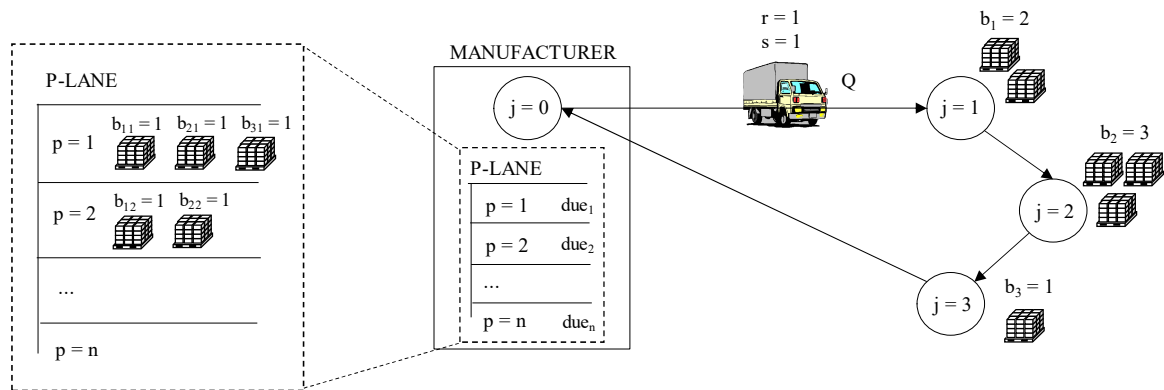 P-LANE
b₁₁ = 1 b₂₁ = 1 b₃₁ = 1
p = 1
b₁₂ = 1 b₂₂ = 1
p = 2
...
p = n
MANUFACTURER
j = 0
P-LANE
p = 1 due₁
p = 2 due₂
...
p = n dueₙ
r = 1
s = 1
Q
b₁ = 2
j = 1
b₂ = 3
j = 2
b₃ = 1
j = 3